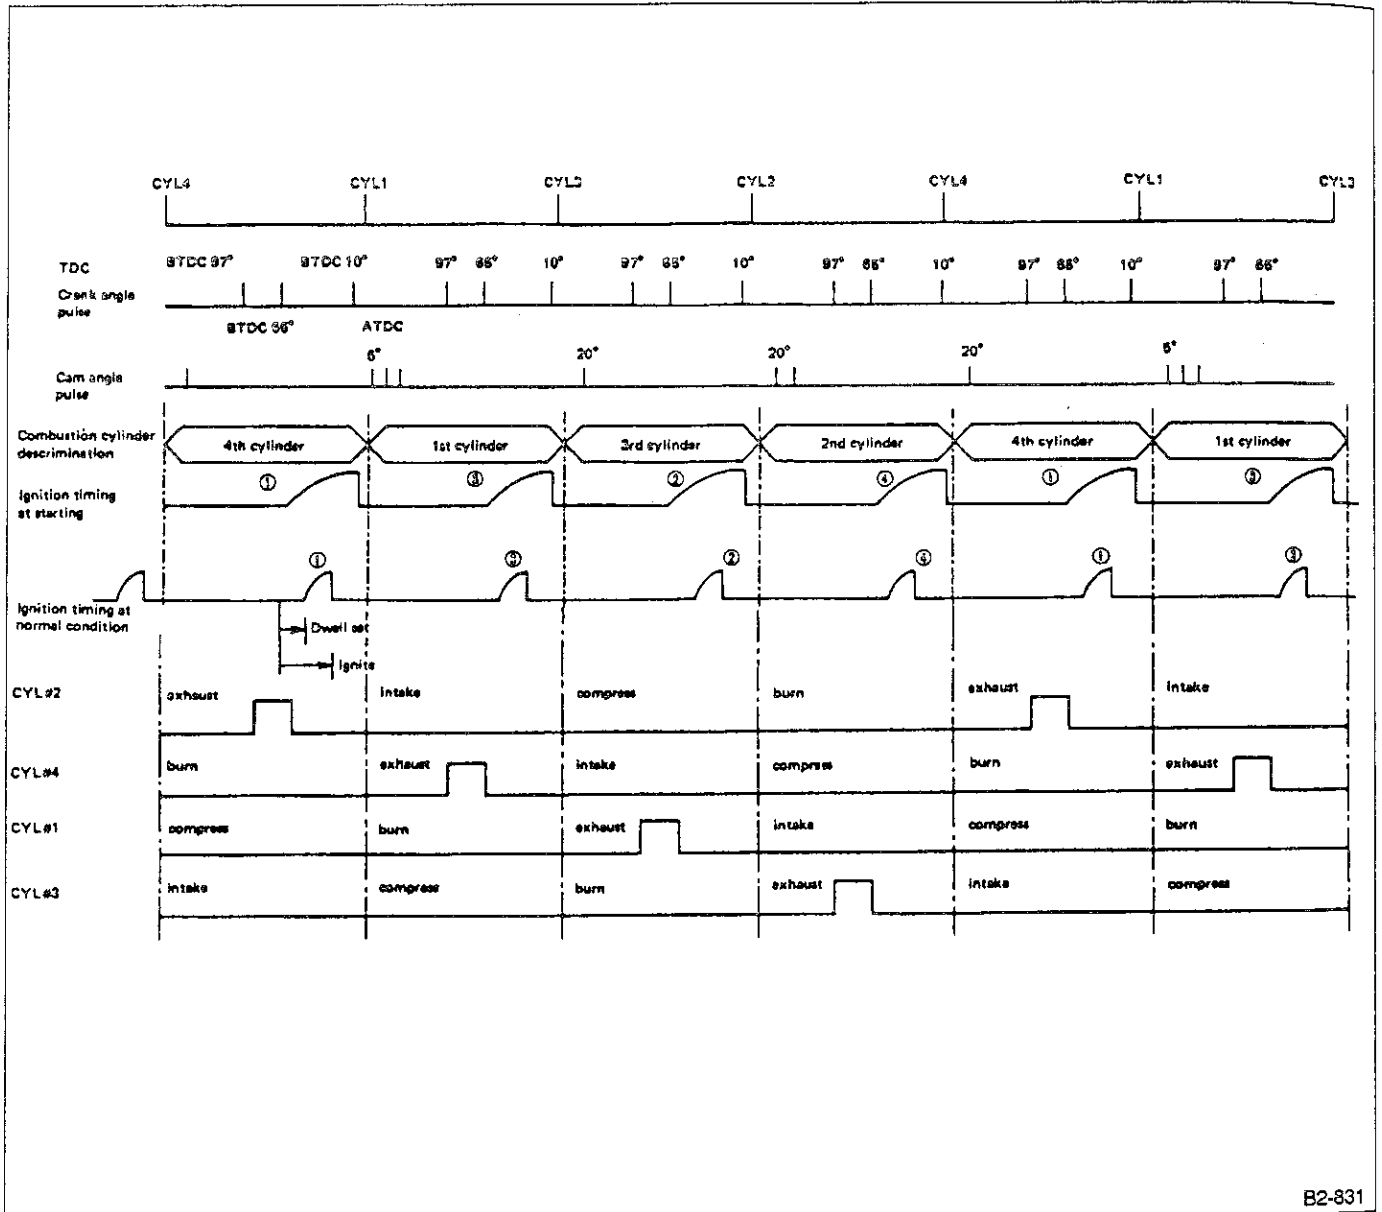 CYL4 CYL1 CYL3 CYL2 CYL4 CYL1 CYL3
TDC BTDC 97° BTDC 10° 97° 65° 10° 97° 65° 10° 97° 65° 10° 97° 65° 10° 97° 65°
Crank angle
pulse
BTDC 65° ATDC
5° 20° 20° 20° 5°
Cam angle
pulse
Combustion cylinder
descrimination
4th cylinder 1st cylinder 3rd cylinder 2nd cylinder 4th cylinder 1st cylinder
① ③ ② ④ ① ③
Ignition timing
at starting
① ③ ② ④ ① ③
Ignition timing at
normal condition
Dwell set
Ignite
CYL#2 exhaust intake compress burn exhaust intake
CYL#4 burn exhaust intake compress burn exhaust
CYL#1 compress burn exhaust intake compress burn
CYL#3 intake compress burn exhaust intake compress
B2-831